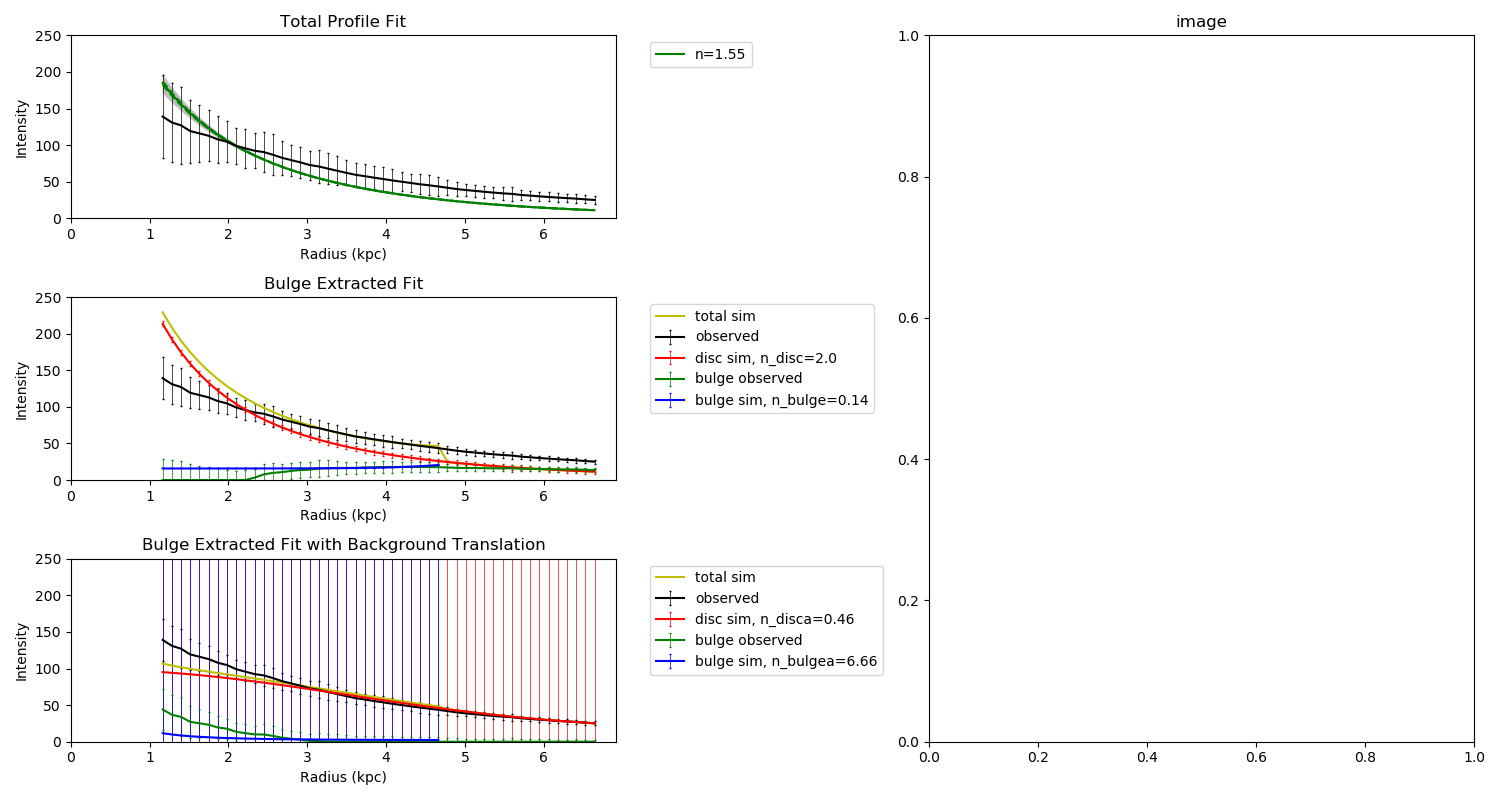 Total Profile Fit
250
200
150
100
50
0
Intensity
0 1 2 3 4 5 6
Radius (kpc)
n=1.55
Bulge Extracted Fit
250
200
150
100
50
0
Intensity
0 1 2 3 4 5 6
Radius (kpc)
total sim
observed
disc sim, n_disc=2.0
bulge observed
bulge sim, n_bulge=0.14
Bulge Extracted Fit with Background Translation
250
200
150
100
50
0
Intensity
0 1 2 3 4 5 6
Radius (kpc)
total sim
observed
disc sim, n_disca=0.46
bulge observed
bulge sim, n_bulgea=6.66
image
1.0
0.8
0.6
0.4
0.2
0.0
0.0 0.2 0.4 0.6 0.8 1.0